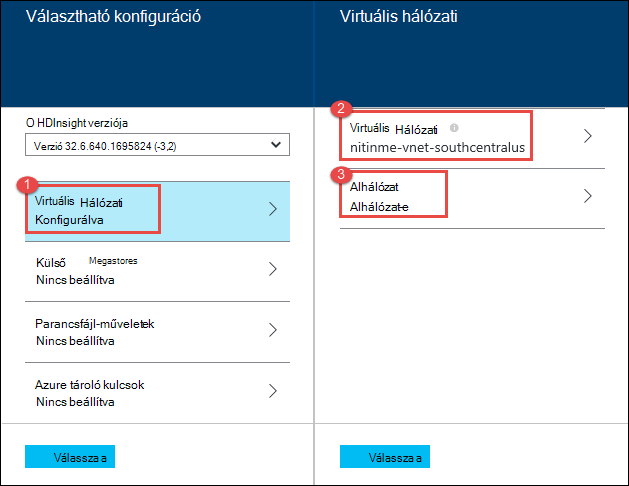 Választható konfiguráció
O HDInsight verziója
Verzió 32.6.640.1695824 (-3,2)
1
Virtuális Hálózati
Konfigurálva
Külső Megastores
Nincs beállítva
Parancsfájl-műveletek
Nincs beállítva
Azure tároló kulcsok
Nincs beállítva
Válassza a
Virtuális hálózati
2
Virtuális Hálózati
nitinme-vnet-southcentralus
3
Alhálózat
Alhálózat-e
Válassza a